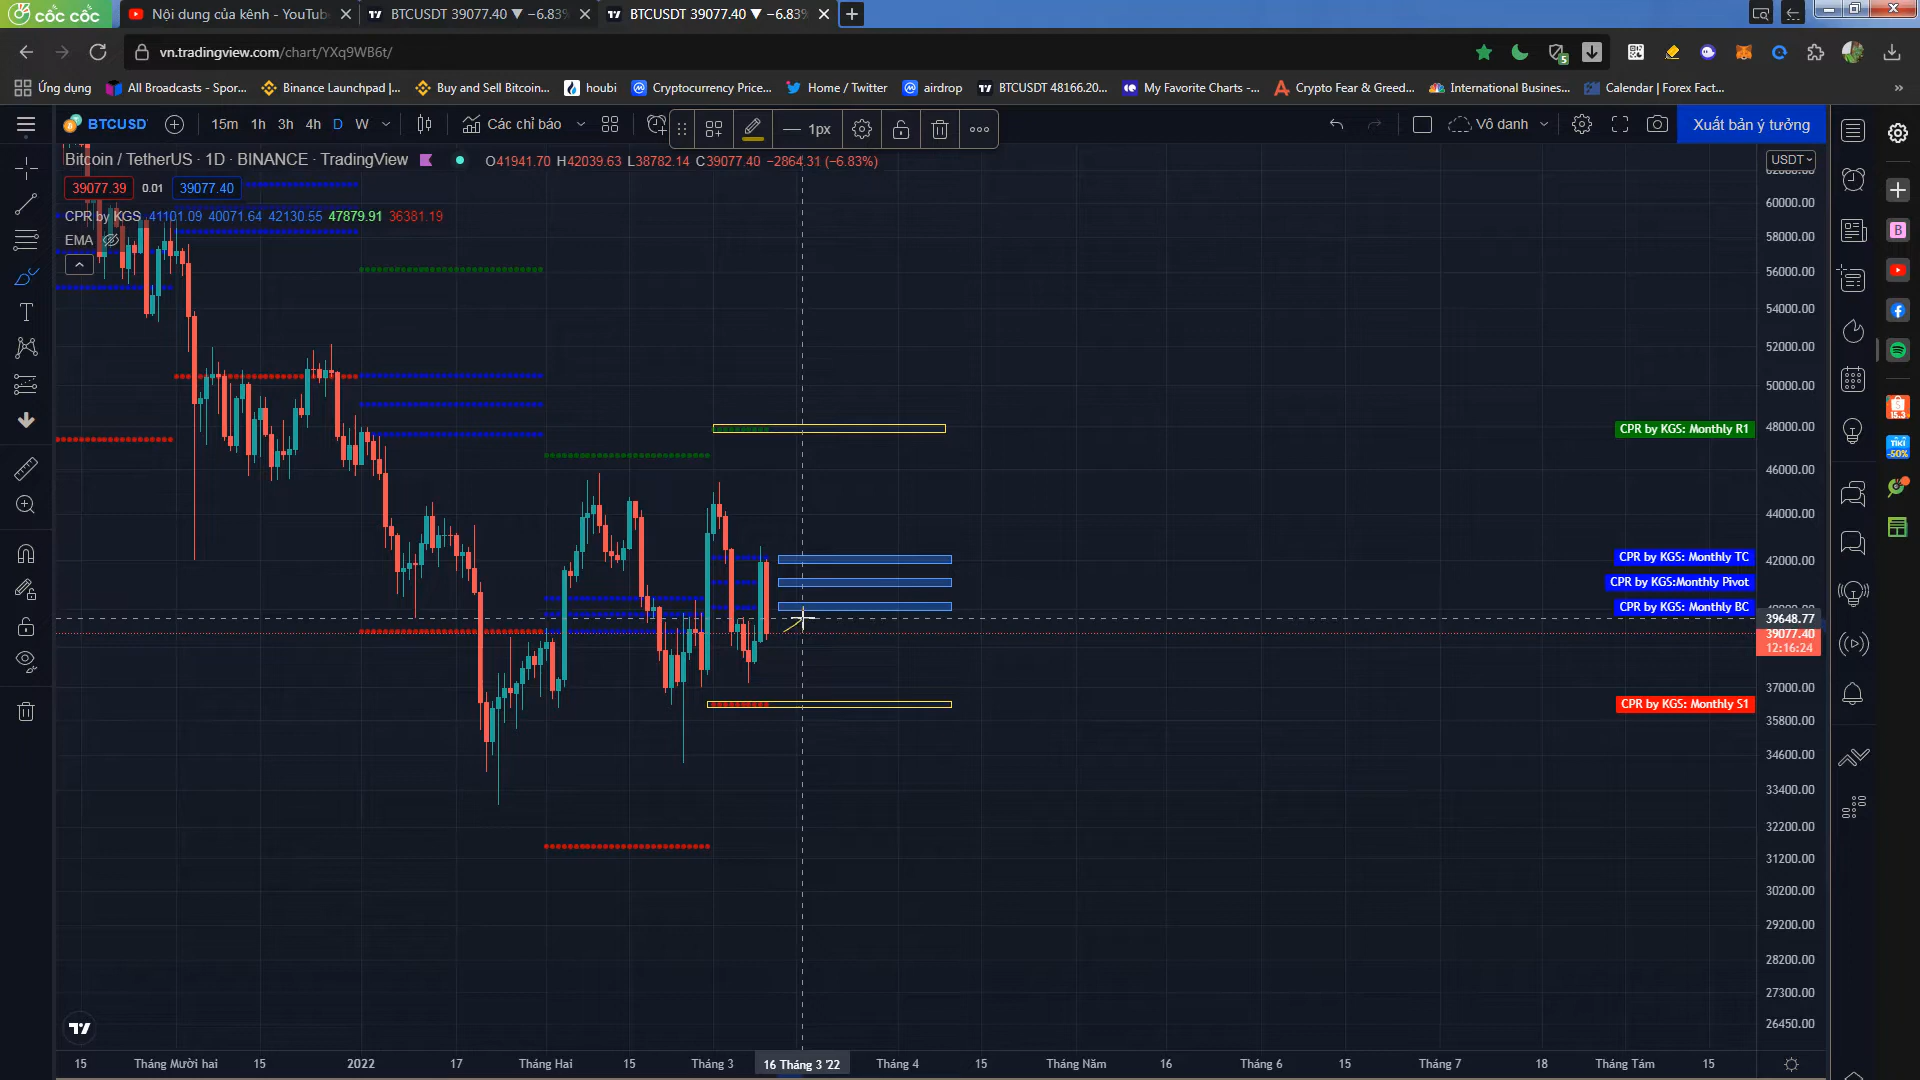 cốc cốc
Nội dung của kênh - YouTub
BTCUSDT 39077.40 ▼ −6.83%
BTCUSDT 39077.40 ▼ −6.83%
vn.tradingview.com/chart/YXq9WB6t/
5
Ứng dụng
All Broadcasts - Spor...
Binance Launchpad |...
Buy and Sell Bitcoin...
houbi
Cryptocurrency Price...
Home / Twitter
airdrop
BTCUSDT 48166.20...
My Favorite Charts -...
Crypto Fear & Greed...
International Business...
Calendar | Forex Fact...
BTCUSD
15m 1h 3h 4h D W
Các chỉ báo
1px
Vô danh
Xuất bản ý tưởng
Bitcoin / TetherUS · 1D · BINANCE · TradingView
O41941.70 H42039.63 L38782.14 C39077.40 −2864.31 (−6.83%)
39077.39 0.01 39077.40
CPR by KGS 41101.09 40071.64 42130.55 47879.91 36381.19
EMA
USDT
60000.00
58000.00
56000.00
54000.00
52000.00
50000.00
48000.00
46000.00
44000.00
42000.00
39648.77
39077.40
12:16:24
37000.00
35800.00
34600.00
33400.00
32200.00
31200.00
30200.00
29200.00
28200.00
27300.00
26450.00
CPR by KGS: Monthly R1
CPR by KGS: Monthly TC
CPR by KGS:Monthly Pivot
CPR by KGS: Monthly BC
CPR by KGS: Monthly S1
15 Tháng Mười hai 15 2022 17 Tháng Hai 15 Tháng 3 16 Tháng 3 '22 Tháng 4 15 Tháng Năm 16 Tháng 6 15 Tháng 7 18 Tháng Tám 15
B
15.3
TIKI
-50%